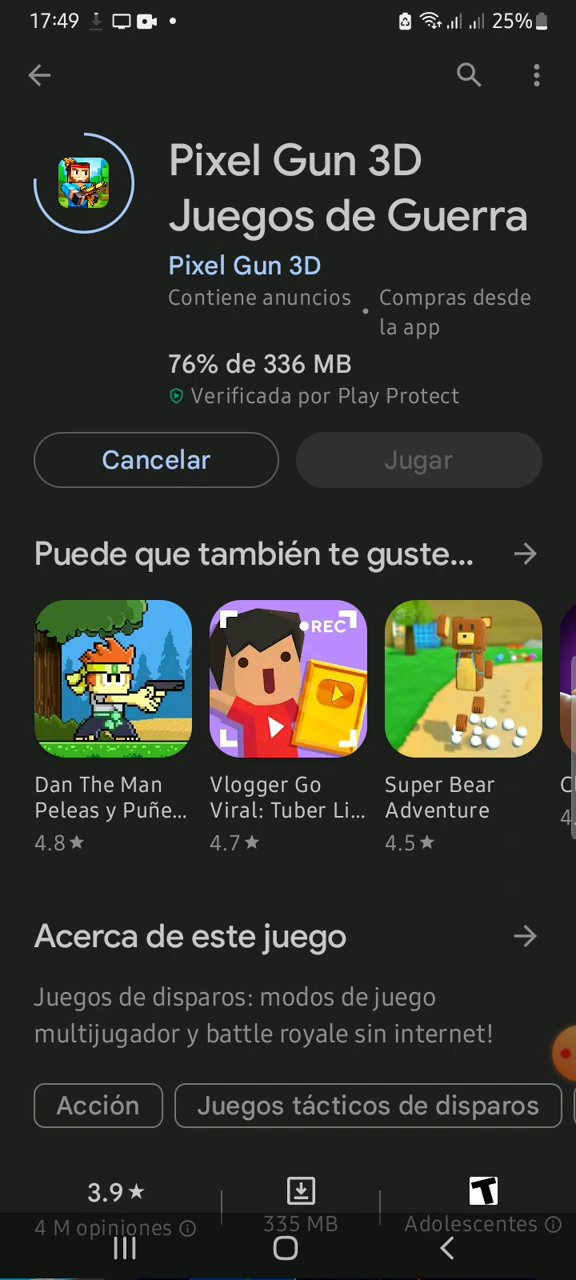 17:49
25%
Pixel Gun 3D
Juegos de Guerra
Pixel Gun 3D
Contiene anuncios • Compras desde
la app
76% de 336 MB
Verificada por Play Protect
Cancelar
Jugar
Puede que también te guste...
REC
Dan The Man
Peleas y Puñe...
4.8★
Vlogger Go
Viral: Tuber Li...
4.7★
Super Bear
Adventure
4.5★
Acerca de este juego
Juegos de disparos: modos de juego
multijugador y battle royale sin internet!
Acción
Juegos tácticos de disparos
3.9★
4 M opiniones
335 MB
T
Adolescentes